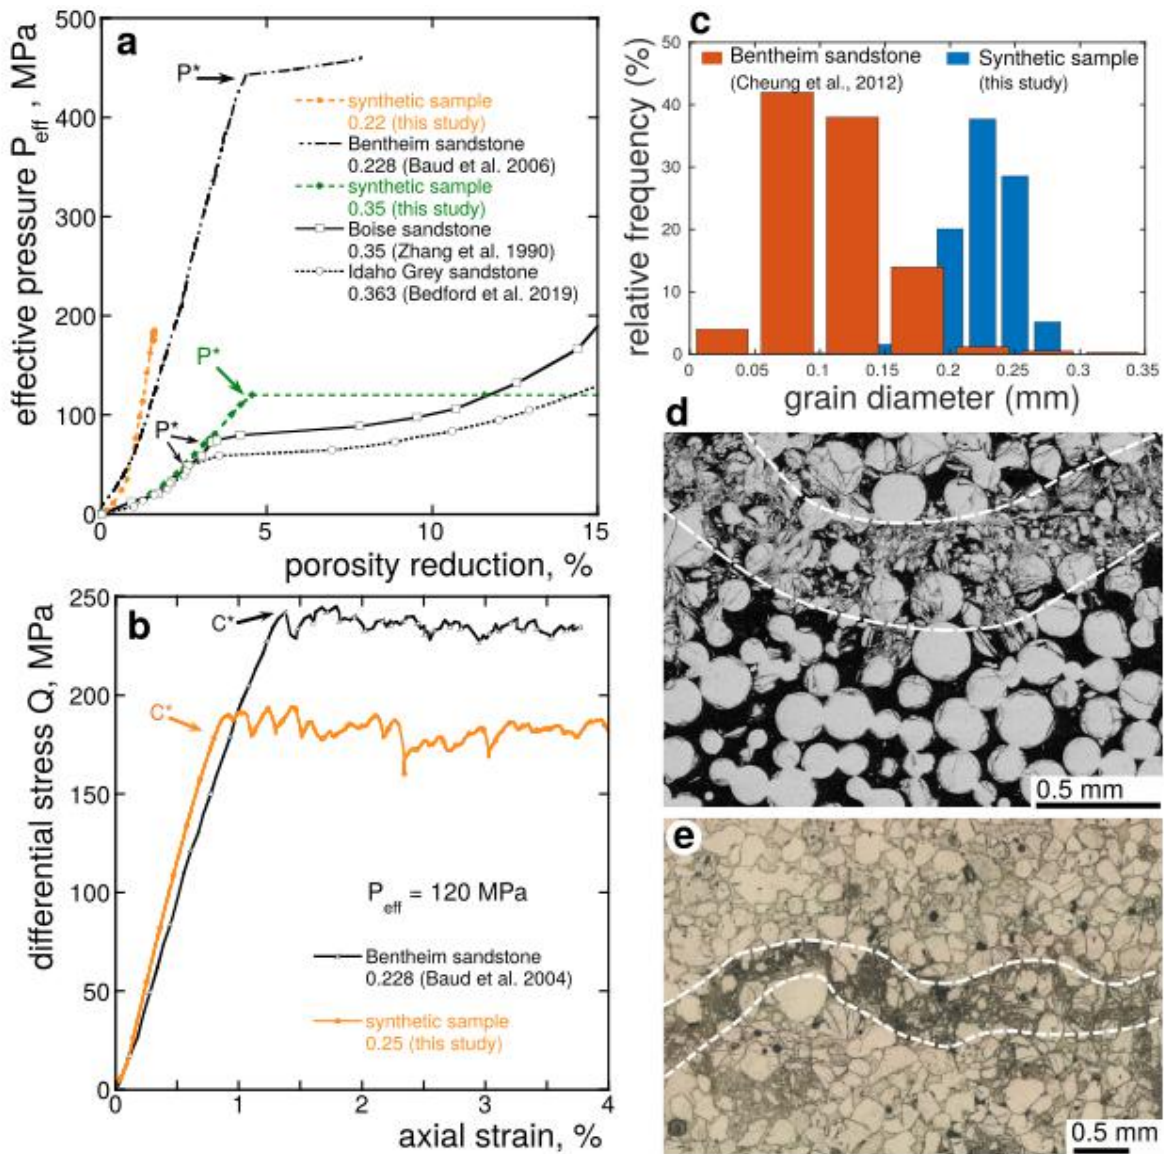 a
effective pressure P_eff , MPa
500
400
300
200
100
0
P*
synthetic sample
0.22 (this study)
Bentheim sandstone
0.228 (Baud et al. 2006)
synthetic sample
0.35 (this study)
Boise sandstone
0.35 (Zhang et al. 1990)
Idaho Grey sandstone
0.363 (Bedford et al. 2019)
P*
P*
0 5 10 15
porosity reduction, %
b
differential stress Q, MPa
250
200
150
100
50
0
C*
C*
P_eff = 120 MPa
Bentheim sandstone
0.228 (Baud et al. 2004)
synthetic sample
0.25 (this study)
0 1 2 3 4
axial strain, %
c
relative frequency (%)
50
40
30
20
10
0
Bentheim sandstone
(Cheung et al., 2012)
Synthetic sample
(this study)
0 0.05 0.1 0.15 0.2 0.25 0.3 0.35
grain diameter (mm)
d
0.5 mm
e
0.5 mm